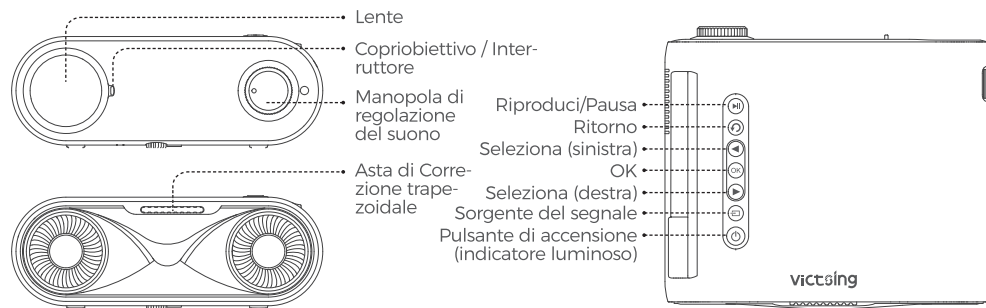 Lente
Copriobiettivo / Inter-
ruttore
Manopola di
regolazione
del suono
Asta di Corre-
zione trape-
zoidale
Riproduci/Pausa
Ritorno
Seleziona (sinistra)
OK
Seleziona (destra)
Sorgente del segnale
Pulsante di accensione
(indicatore luminoso)
OK
victsing